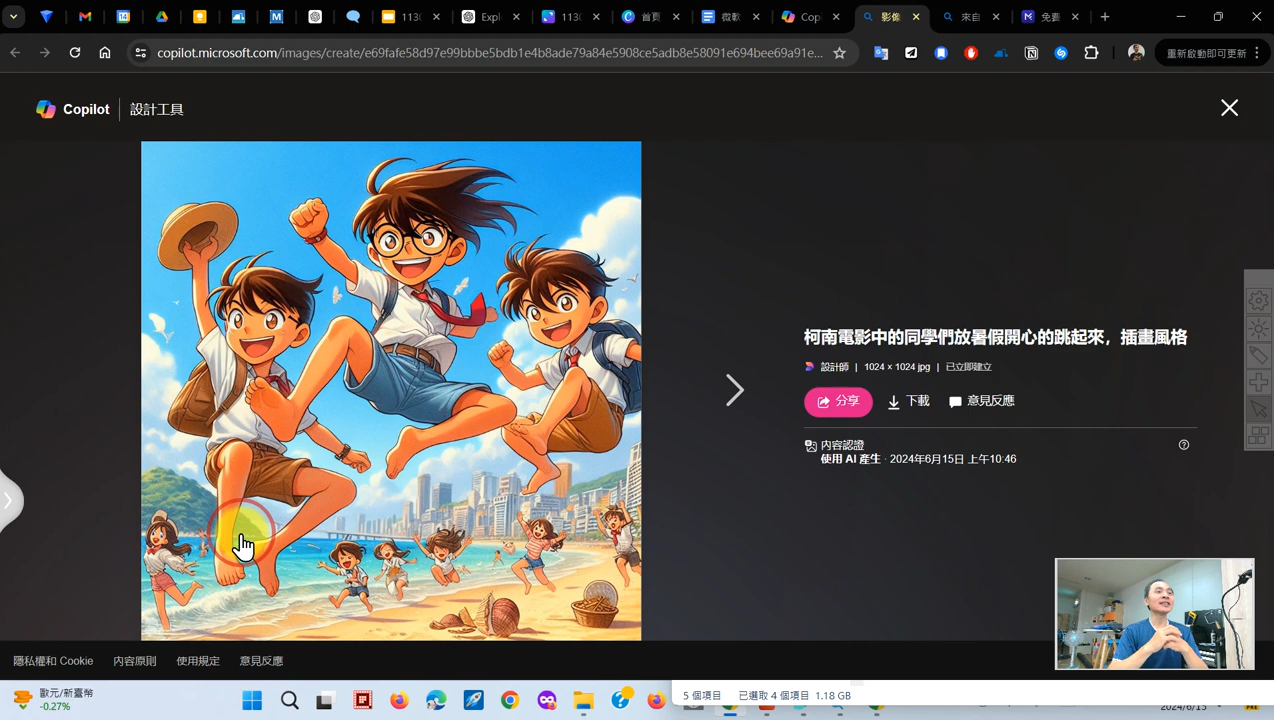 113(
Expl
113(
首頁
微軟
Cop
影像
來自
免費
copilot.microsoft.com/images/create/e69fafe58d97e99bbbe5bdb1e4b8ade79a84e5908ce5adb8e58091e694bee69a91e...
重新啟動即可更新
Copilot | 設計工具
柯南電影中的同學們放暑假開心的跳起來，插畫風格
設計師 | 1024 × 1024 jpg | 已立即建立
分享 下載 意見反應
內容認證
使用 AI 產生 · 2024年6月15日 上午10:46
隱私權和 Cookie 內容原則 使用規定 意見反應
歐元/新臺幣
-0.27%
5 個項目 已選取 4 個項目 1.18 GB
2024/6/15